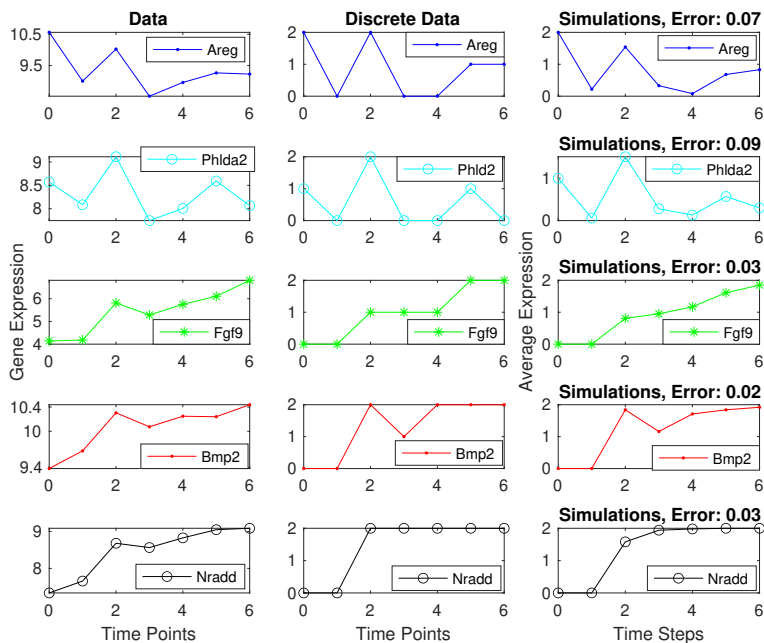 Data
Discrete Data
Simulations, Error: 0.07
10.5
9.5
0 2 4 6
Areg
2
1
0
0 2 4 6
Areg
2
1
0
0 2 4 6
Areg
Simulations, Error: 0.09
9
8.5
8
0 2 4 6
Phlda2
2
1
0
0 2 4 6
Phld2
1
0
0 2 4 6
Phlda2
Simulations, Error: 0.03
Gene Expression
6
5
4
0 2 4 6
Fgf9
2
1
0
0 2 4 6
Fgf9
Average Expression
2
1
0
0 2 4 6
Fgf9
Simulations, Error: 0.02
10.4
10
9.4
0 2 4 6
Bmp2
2
1
0
0 2 4 6
Bmp2
2
1
0
0 2 4 6
Bmp2
Simulations, Error: 0.03
9
8
0 2 4 6
Nradd
2
1
0
0 2 4 6
Nradd
2
1
0
0 2 4 6
Nradd
Time Points
Time Points
Time Steps